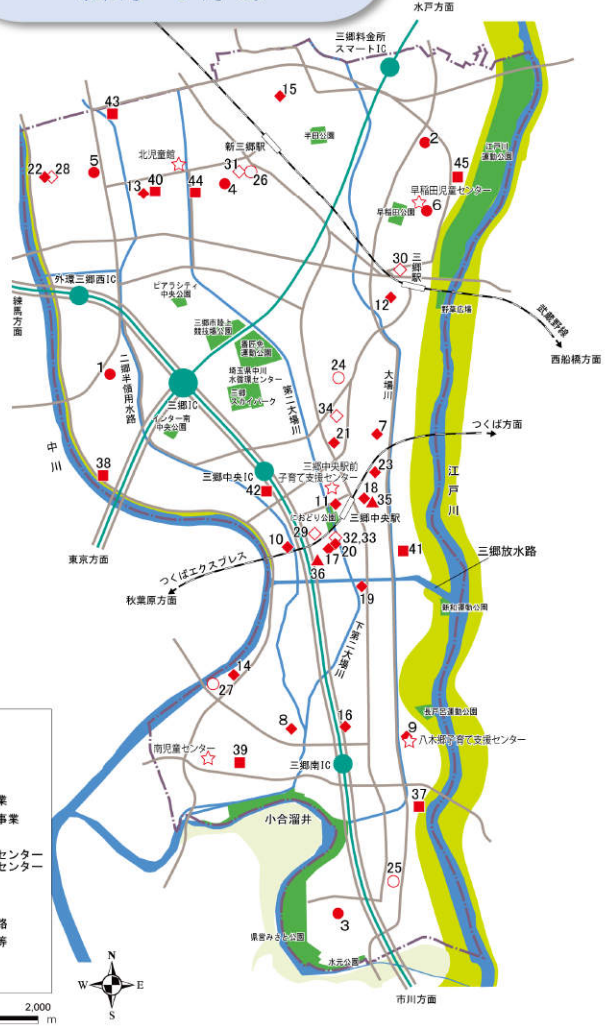 水戸方面
三郷料金所
スマートIC
15
43
半田公園
2
江戸川
運動公園
新三郷駅
北児童館
31
26
22
28
5
13
40
44
4
45
早稲田児童センター
早稲田公園
6
30
三郷駅
外環三郷西IC
ピアラシティ
中央公園
12
野菜広場
練馬方面
三郷市陸上
競技場公園
武蔵野線
西船橋方面
二郷半領用水路
1
埼玉県中川
水循環センター
三郷
スカイパーク
第二大場川
24
大場川
三郷IC
インター南
中央公園
34
7
つくば方面
中川
21
三郷中央IC
三郷中央駅前
子育て支援センター
23
38
42
18
35
江戸川
11
におどり公園
三郷中央駅
29
32,33
10
17
20
41
三郷放水路
東京方面
つくばエクスプレス
36
秋葉原方面
19
新和運動公園
下第二大場川
14
27
長戸呂運動公園
8
16
9
八木郷子育て支援センター
南児童センター
39
三郷南IC
37
業
事業
小合溜井
センター
センター
25
路
等
3
県営みさと公園
水元公園
N
W
E
S
2,000
m
市川方面